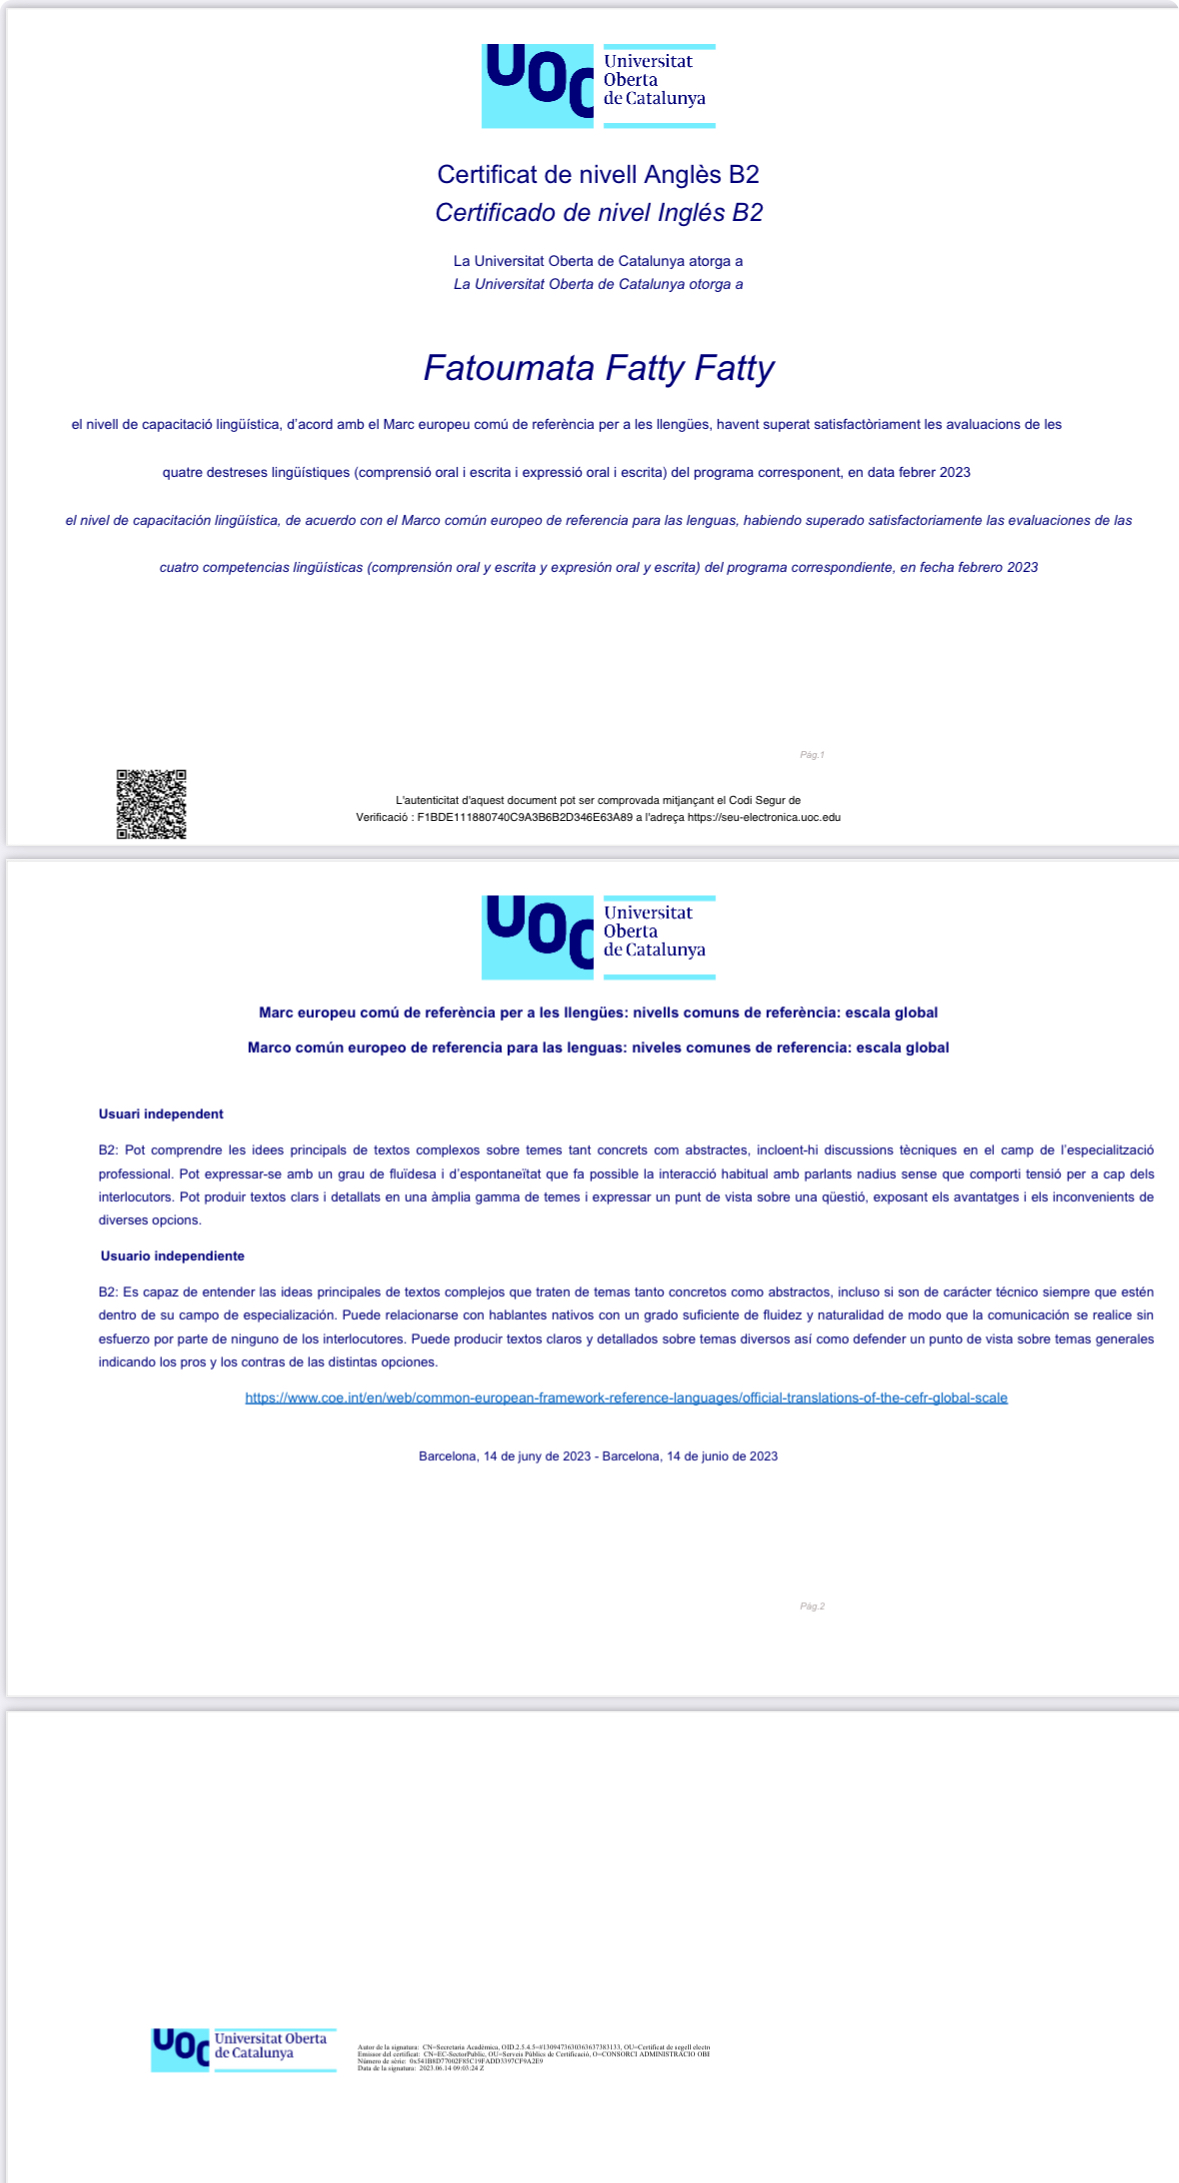 UOC
Universitat
Oberta
de Catalunya
Certificat de nivell Anglès B2
Certificado de nivel Inglés B2
La Universitat Oberta de Catalunya atorga a
La Universitat Oberta de Catalunya otorga a
Fatoumata Fatty Fatty
el nivell de capacitació lingüística, d'acord amb el Marc europeu comú de referència per a les llengües, havent superat satisfactòriament les avaluacions de les
quatre destreses lingüístiques (comprensió oral i escrita i expressió oral i escrita) del programa corresponent, en data febrer 2023
el nivel de capacitación lingüística, de acuerdo con el Marco común europeo de referencia para las lenguas, habiendo superado satisfactoriamente las evaluaciones de las
cuatro competencias lingüísticas (comprensión oral y escrita y expresión oral y escrita) del programa correspondiente, en fecha febrero 2023
Pág.1
L'autenticitat d'aquest document pot ser comprovada mitjançant el Codi Segur de
Verificació : F1BDE111880740C9A3B6B2D346E63A89 a l'adreça https://seu-electronica.uoc.edu
UOC
Universitat
Oberta
de Catalunya
Marc europeu comú de referència per a les llengües: nivells comuns de referència: escala global
Marco común europeo de referencia para las lenguas: niveles comunes de referencia: escala global
Usuari independent
B2: Pot comprendre les idees principals de textos complexos sobre temes tant concrets com abstractes, incloent-hi discussions tècniques en el camp de l'especialització
professional. Pot expressar-se amb un grau de fluïdesa i d'espontaneïtat que fa possible la interacció habitual amb parlants nadius sense que comporti tensió per a cap dels
interlocutors. Pot produir textos clars i detallats en una àmplia gamma de temes i expressar un punt de vista sobre una qüestió, exposant els avantatges i els inconvenients de
diverses opcions.
Usuario independiente
B2: Es capaz de entender las ideas principales de textos complejos que traten de temas tanto concretos como abstractos, incluso si son de carácter técnico siempre que estén
dentro de su campo de especialización. Puede relacionarse con hablantes nativos con un grado suficiente de fluidez y naturalidad de modo que la comunicación se realice sin
esfuerzo por parte de ninguno de los interlocutores. Puede producir textos claros y detallados sobre temas diversos así como defender un punto de vista sobre temas generales
indicando los pros y los contras de las distintas opciones.
https://www.coe.int/en/web/common-european-framework-reference-languages/official-translations-of-the-cefr-global-scale
Barcelona, 14 de juny de 2023 - Barcelona, 14 de junio de 2023
Pág.2
UOC
Universitat Oberta
de Catalunya
Autor de la signatura: CN=Secretaria Acadèmica, OU=Certificat de segell electrò
Emissor del certificat: CN=EC-SectorPublic, OU=Serveis Públics de Certificació, O=CONSORCI ADMINISTRACIO OBE
Número de sèrie:
Data de la signatura: 2023.06.14 09:03:24 Z